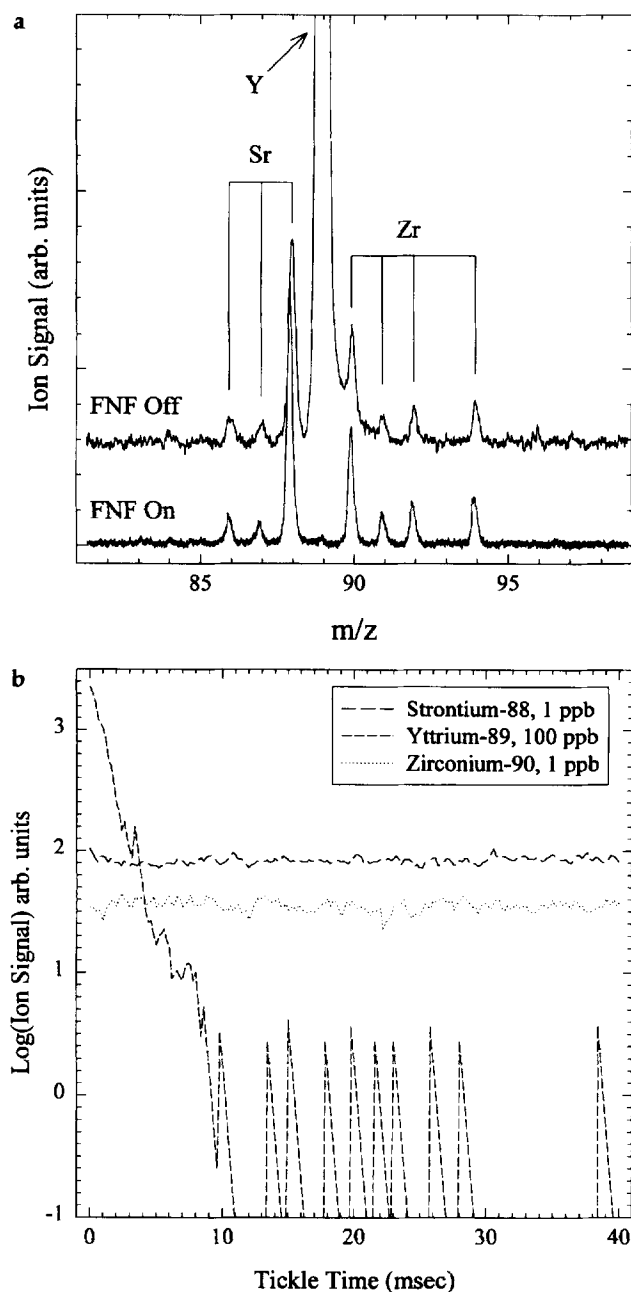 a
Y
Sr
Zr
Ion Signal (arb. units)
FNF Off
FNF On
85 90 95
m/z
b
Strontium-88, 1 ppb
Yttrium-89, 100 ppb
Zirconium-90, 1 ppb
Log(Ion Signal) arb. units
3
2
1
0
-1
0 10 20 30 40
Tickle Time (msec)